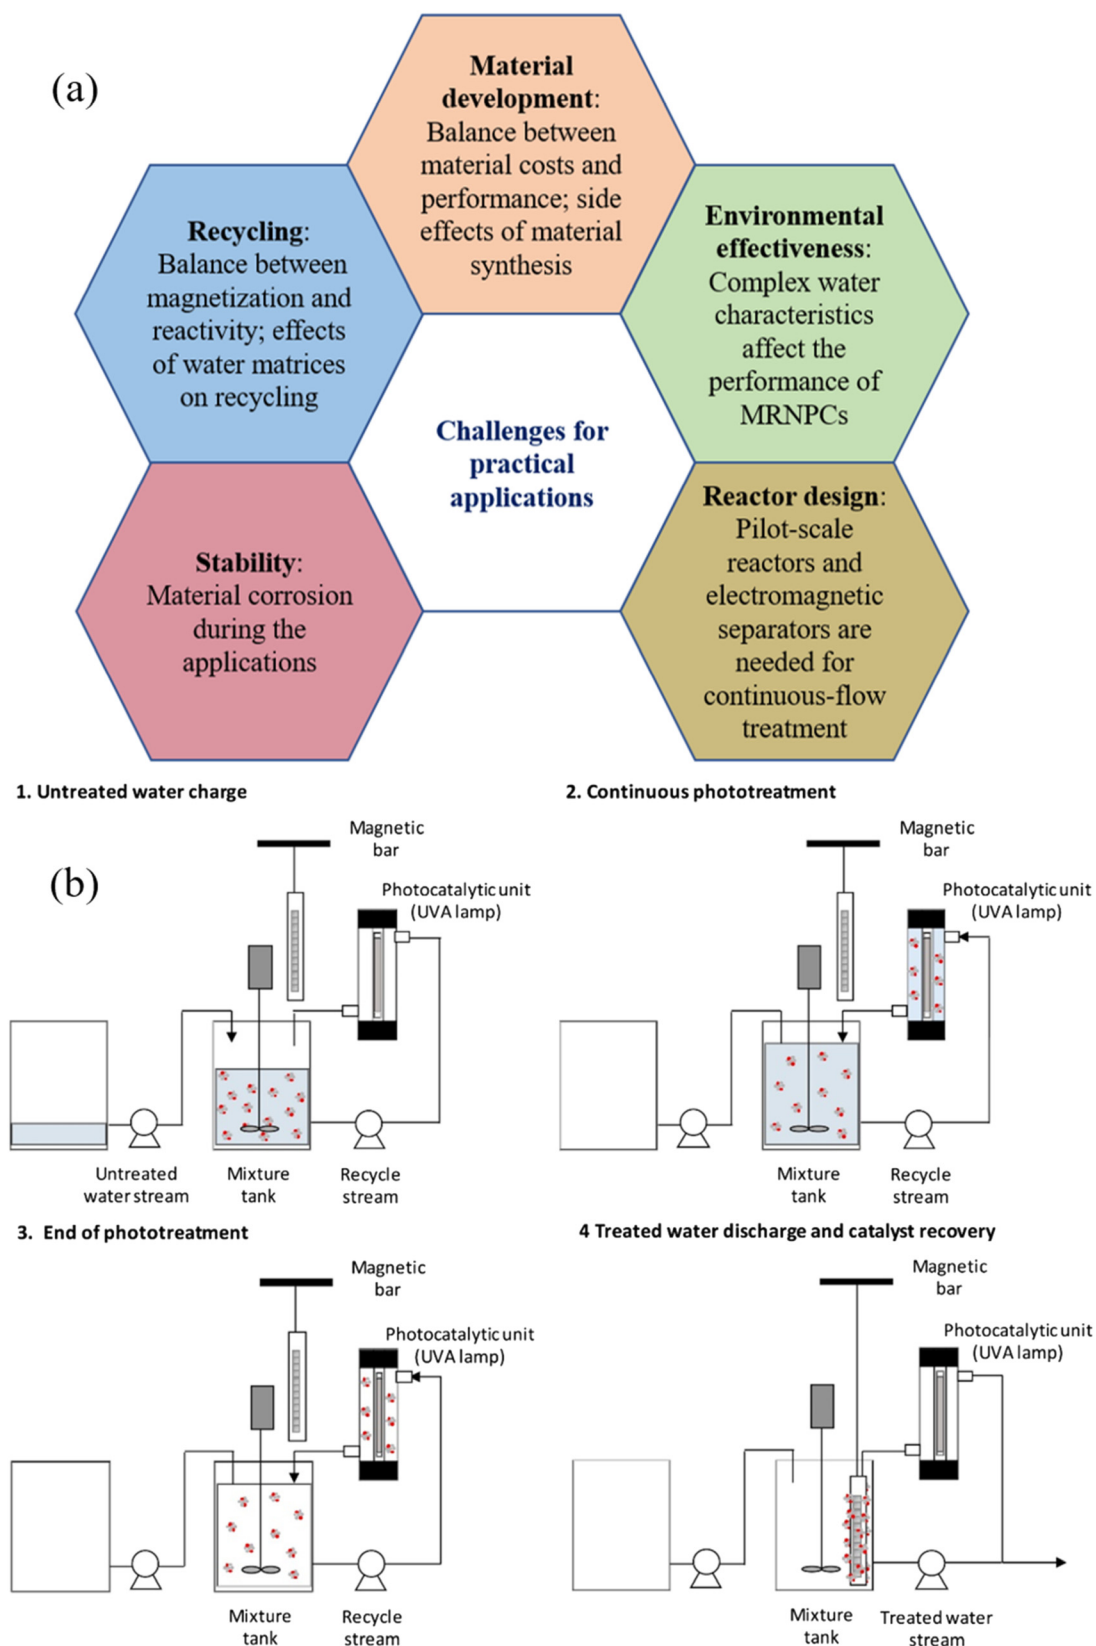 (a)
Material
development:
Balance between
material costs and
performance; side
effects of material
synthesis
Recycling:
Balance between
magnetization and
reactivity; effects
of water matrices
on recycling
Environmental
effectiveness:
Complex water
characteristics
affect the
performance of
MRNPCs
Challenges for
practical
applications
Stability:
Material corrosion
during the
applications
Reactor design:
Pilot-scale
reactors and
electromagnetic
separators are
needed for
continuous-flow
treatment
(b)
1. Untreated water charge
Magnetic
bar
Photocatalytic unit
(UVA lamp)
Untreated
water stream
Mixture
tank
Recycle
stream
2. Continuous phototreatment
Magnetic
bar
Photocatalytic unit
(UVA lamp)
Mixture
tank
Recycle
stream
3. End of phototreatment
Magnetic
bar
Photocatalytic unit
(UVA lamp)
Mixture
tank
Recycle
stream
4 Treated water discharge and catalyst recovery
Magnetic
bar
Photocatalytic unit
(UVA lamp)
Mixture
tank
Treated water
stream